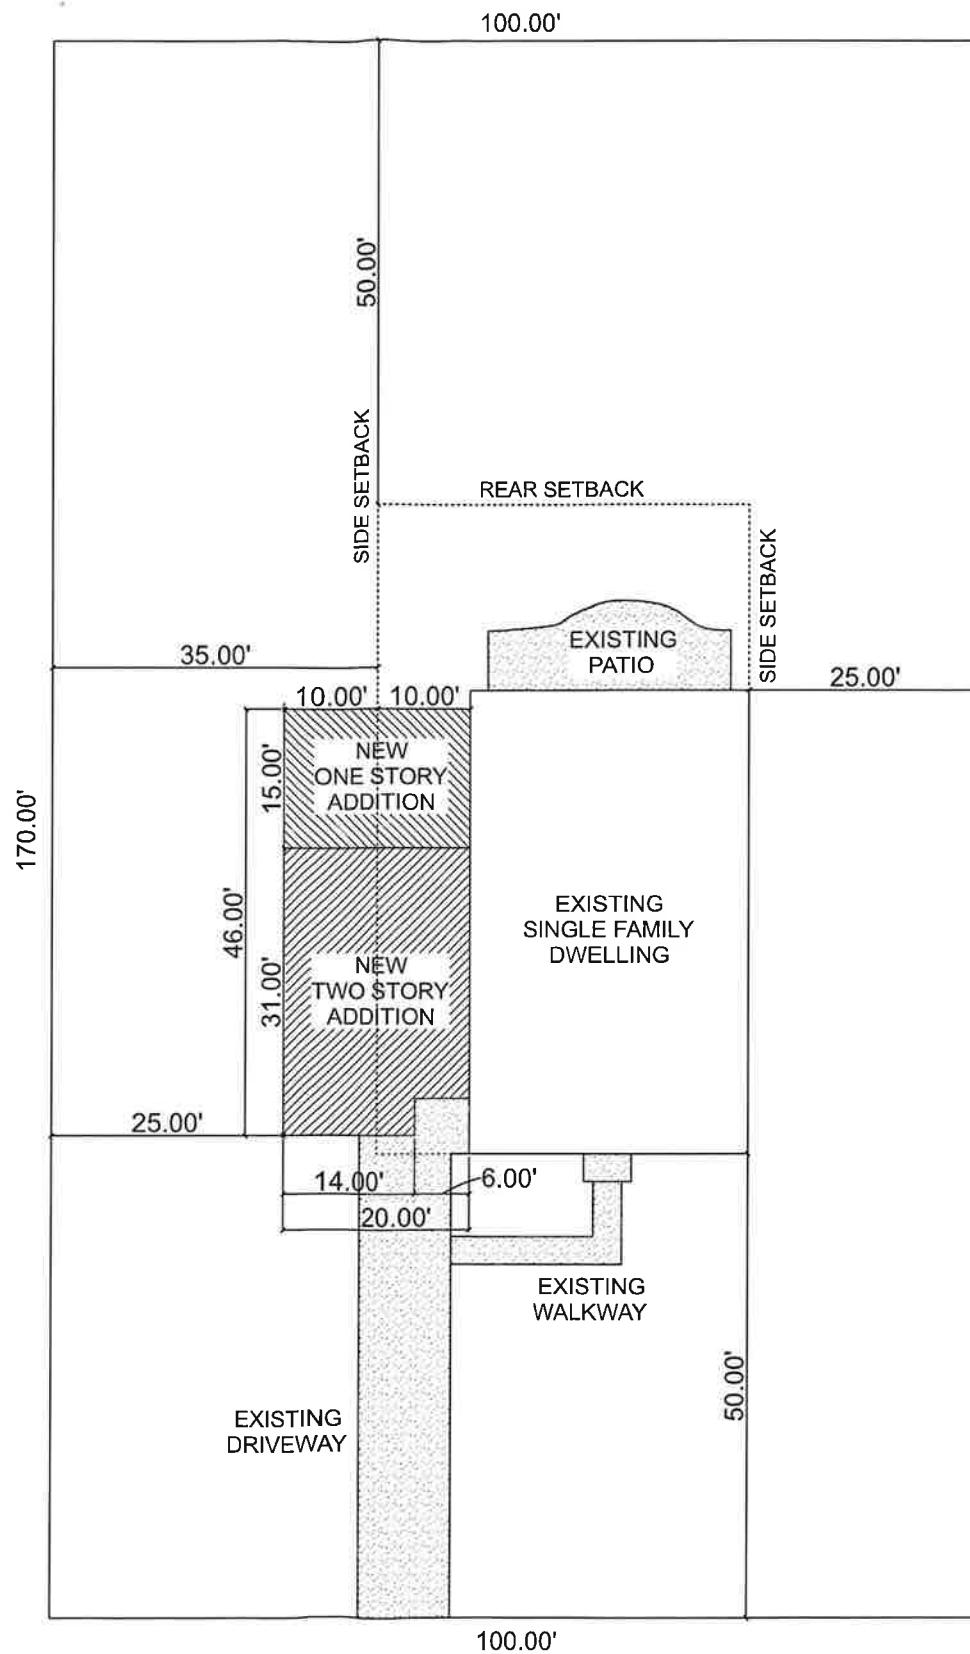 100.00'
50.00'
SIDE SETBACK
REAR SETBACK
SIDE SETBACK
EXISTING
PATIO
35.00'
25.00'
10.00'
10.00'
15.00'
NEW
ONE STORY
ADDITION
170.00'
46.00'
31.00'
NEW
TWO STORY
ADDITION
EXISTING
SINGLE FAMILY
DWELLING
25.00'
14.00'
6.00'
20.00'
EXISTING
WALKWAY
50.00'
EXISTING
DRIVEWAY
100.00'